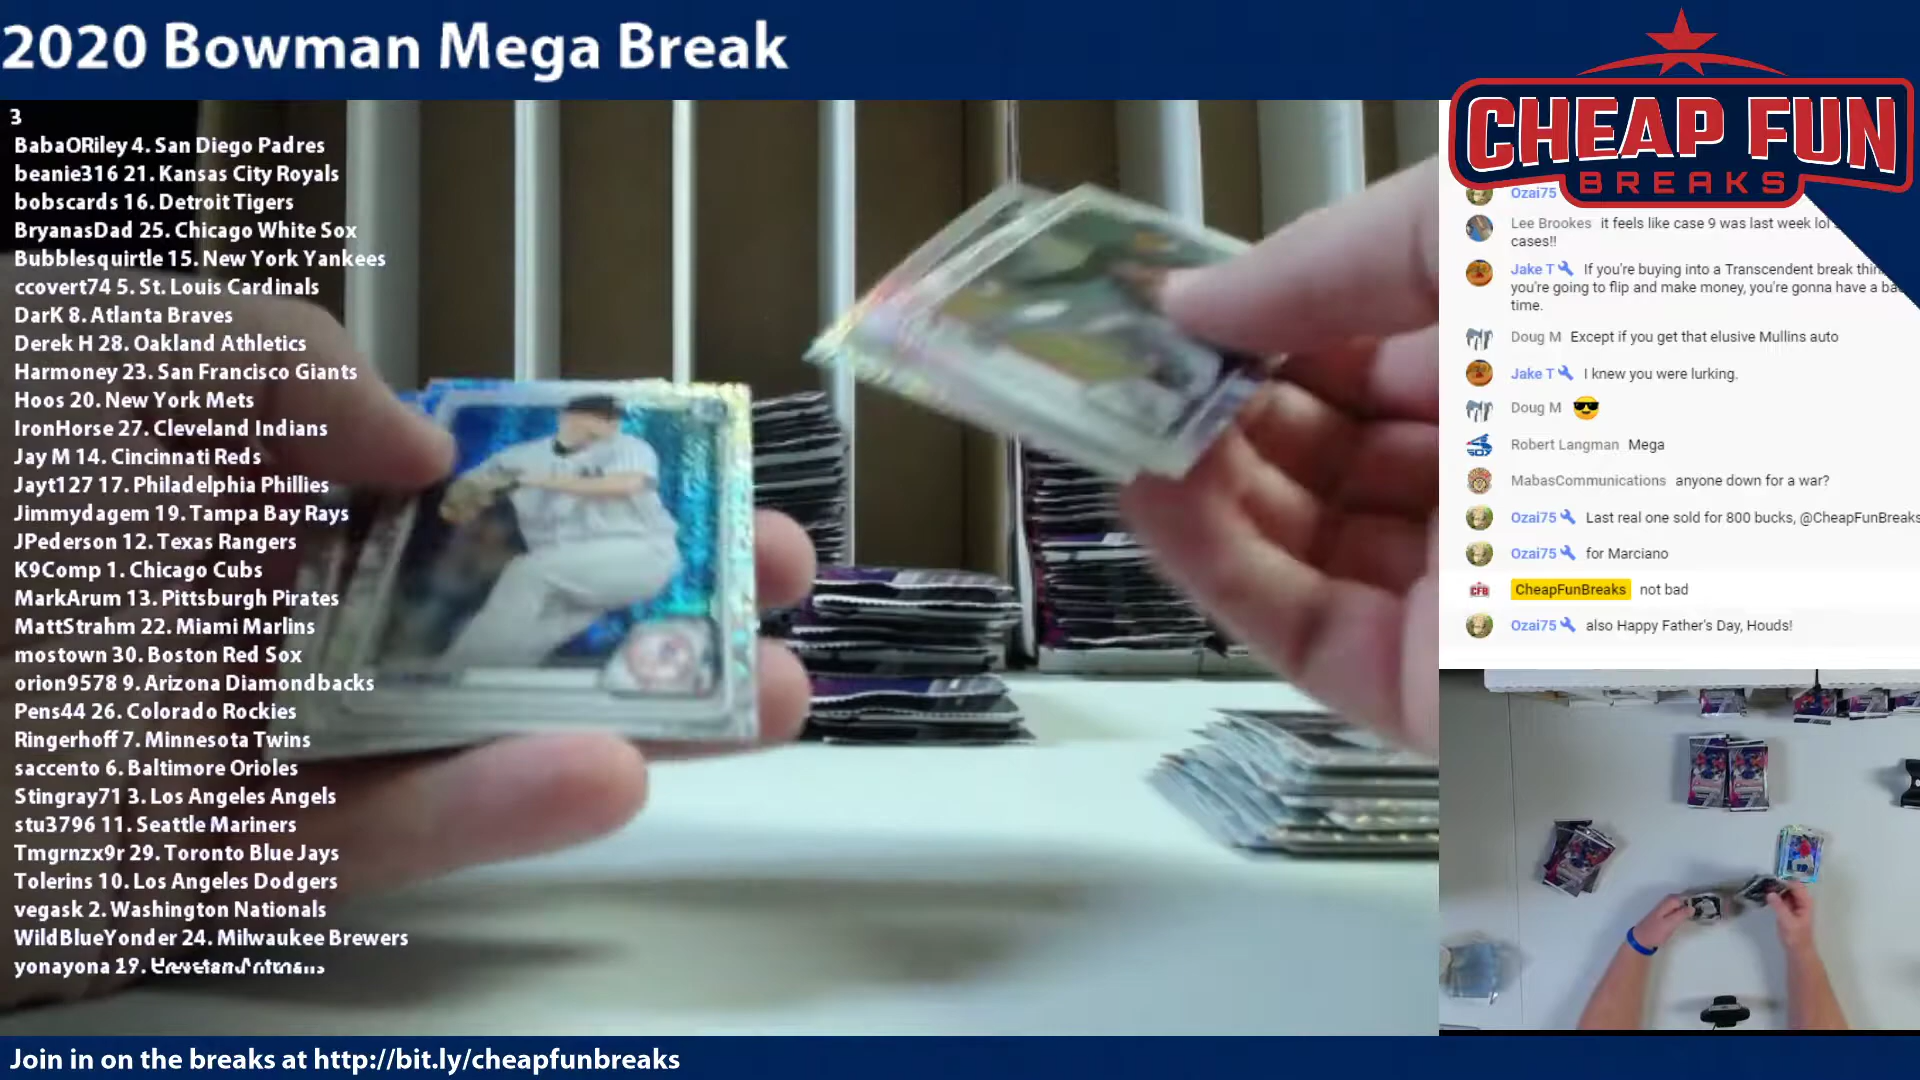 2020 Bowman Mega Break
CHEAP FUN
BREAKS
3
BabaORiley 4. San Diego Padres
beanie316 21. Kansas City Royals
bobscards 16. Detroit Tigers
BryanasDad 25. Chicago White Sox
Bubblesquirtle 15. New York Yankees
ccovert74 5. St. Louis Cardinals
DarK 8. Atlanta Braves
Derek H 28. Oakland Athletics
Harmoney 23. San Francisco Giants
Hoos 20. New York Mets
IronHorse 27. Cleveland Indians
Jay M 14. Cincinnati Reds
Jayt127 17. Philadelphia Phillies
Jimmydagem 19. Tampa Bay Rays
JPederson 12. Texas Rangers
K9Comp 1. Chicago Cubs
MarkArum 13. Pittsburgh Pirates
MattStrahm 22. Miami Marlins
mostown 30. Boston Red Sox
orion9578 9. Arizona Diamondbacks
Pens44 26. Colorado Rockies
Ringerhoff 7. Minnesota Twins
saccento 6. Baltimore Orioles
Stingray71 3. Los Angeles Angels
stu3796 11. Seattle Mariners
Tmgrnzx9r 29. Toronto Blue Jays
Tolerins 10. Los Angeles Dodgers
vegask 2. Washington Nationals
WildBlueYonder 24. Milwaukee Brewers
yonayona
Ozai75
Lee Brookes it feels like case 9 was last week lol
cases!!
Jake T If you're buying into a Transcendent break
you're going to flip and make money, you're gonna have a
time.
Doug M Except if you get that elusive Mullins auto
Jake T I knew you were lurking.
Doug M 😎
Robert Langman Mega
MabasCommunications anyone down for a war?
Ozai75 Last real one sold for 800 bucks, @CheapFunBreaks
Ozai75 for Marciano
CFB CheapFunBreaks not bad
Ozai75 also Happy Father's Day, Houds!
Join in on the breaks at http://bit.ly/cheapfunbreaks